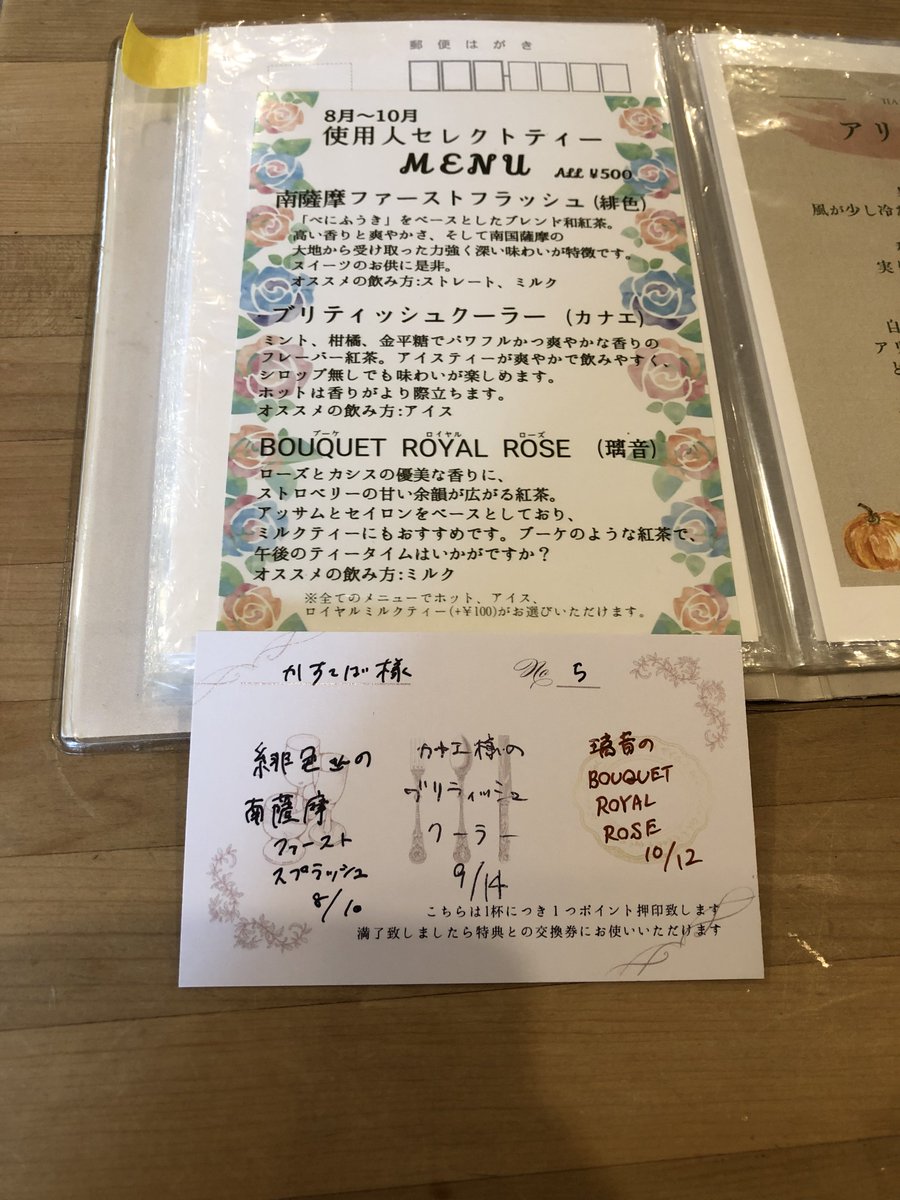 郵便はがき
8月～10月
使用人セレクトティー
MENU ALL ¥500
南薩摩ファーストフラッシュ(緋色)
「べにふうき」をベースとしたブレンド和紅茶。
高い香りと爽やかさ、そして南国薩摩の
大地から受け取った力強く深い味わいが特徴です。
スイーツのお供に是非。
オススメの飲み方:ストレート、ミルク
ブリティッシュクーラー (カナエ)
ミント、柑橘、金平糖でパワフルかつ爽やかな香りの
フレーバー紅茶。アイスティーが爽やかで飲みやすく、
シロップ無しでも味わいが楽しめます。
ホットは香りがより際立ちます。
オススメの飲み方:アイス
ブーケ ロイヤル ローズ
BOUQUET ROYAL ROSE (璃音)
ローズとカシスの優美な香りに、
ストロベリーの甘い余韻が広がる紅茶。
アッサムとセイロンをベースとしており、
ミルクティーにもおすすめです。ブーケのような紅茶で、
午後のティータイムはいかがですか？
オススメの飲み方:ミルク
※全てのメニューでホット、アイス、
ロイヤルミルクティー(+¥100)がお選びいただけます。
アリ
風が少し冷た
実り
白
アリ
と
かすてば様 No 5
緋色の
南薩摩
ファースト
スプラッシュ
8/10
カナエ様の
ブリティッシュ
クーラー
9/14
璃音の
BOUQUET
ROYAL
ROSE
10/12
こちらは1杯につき1つポイント押印致します
満了致しましたら特典との交換券にお使いいただけます